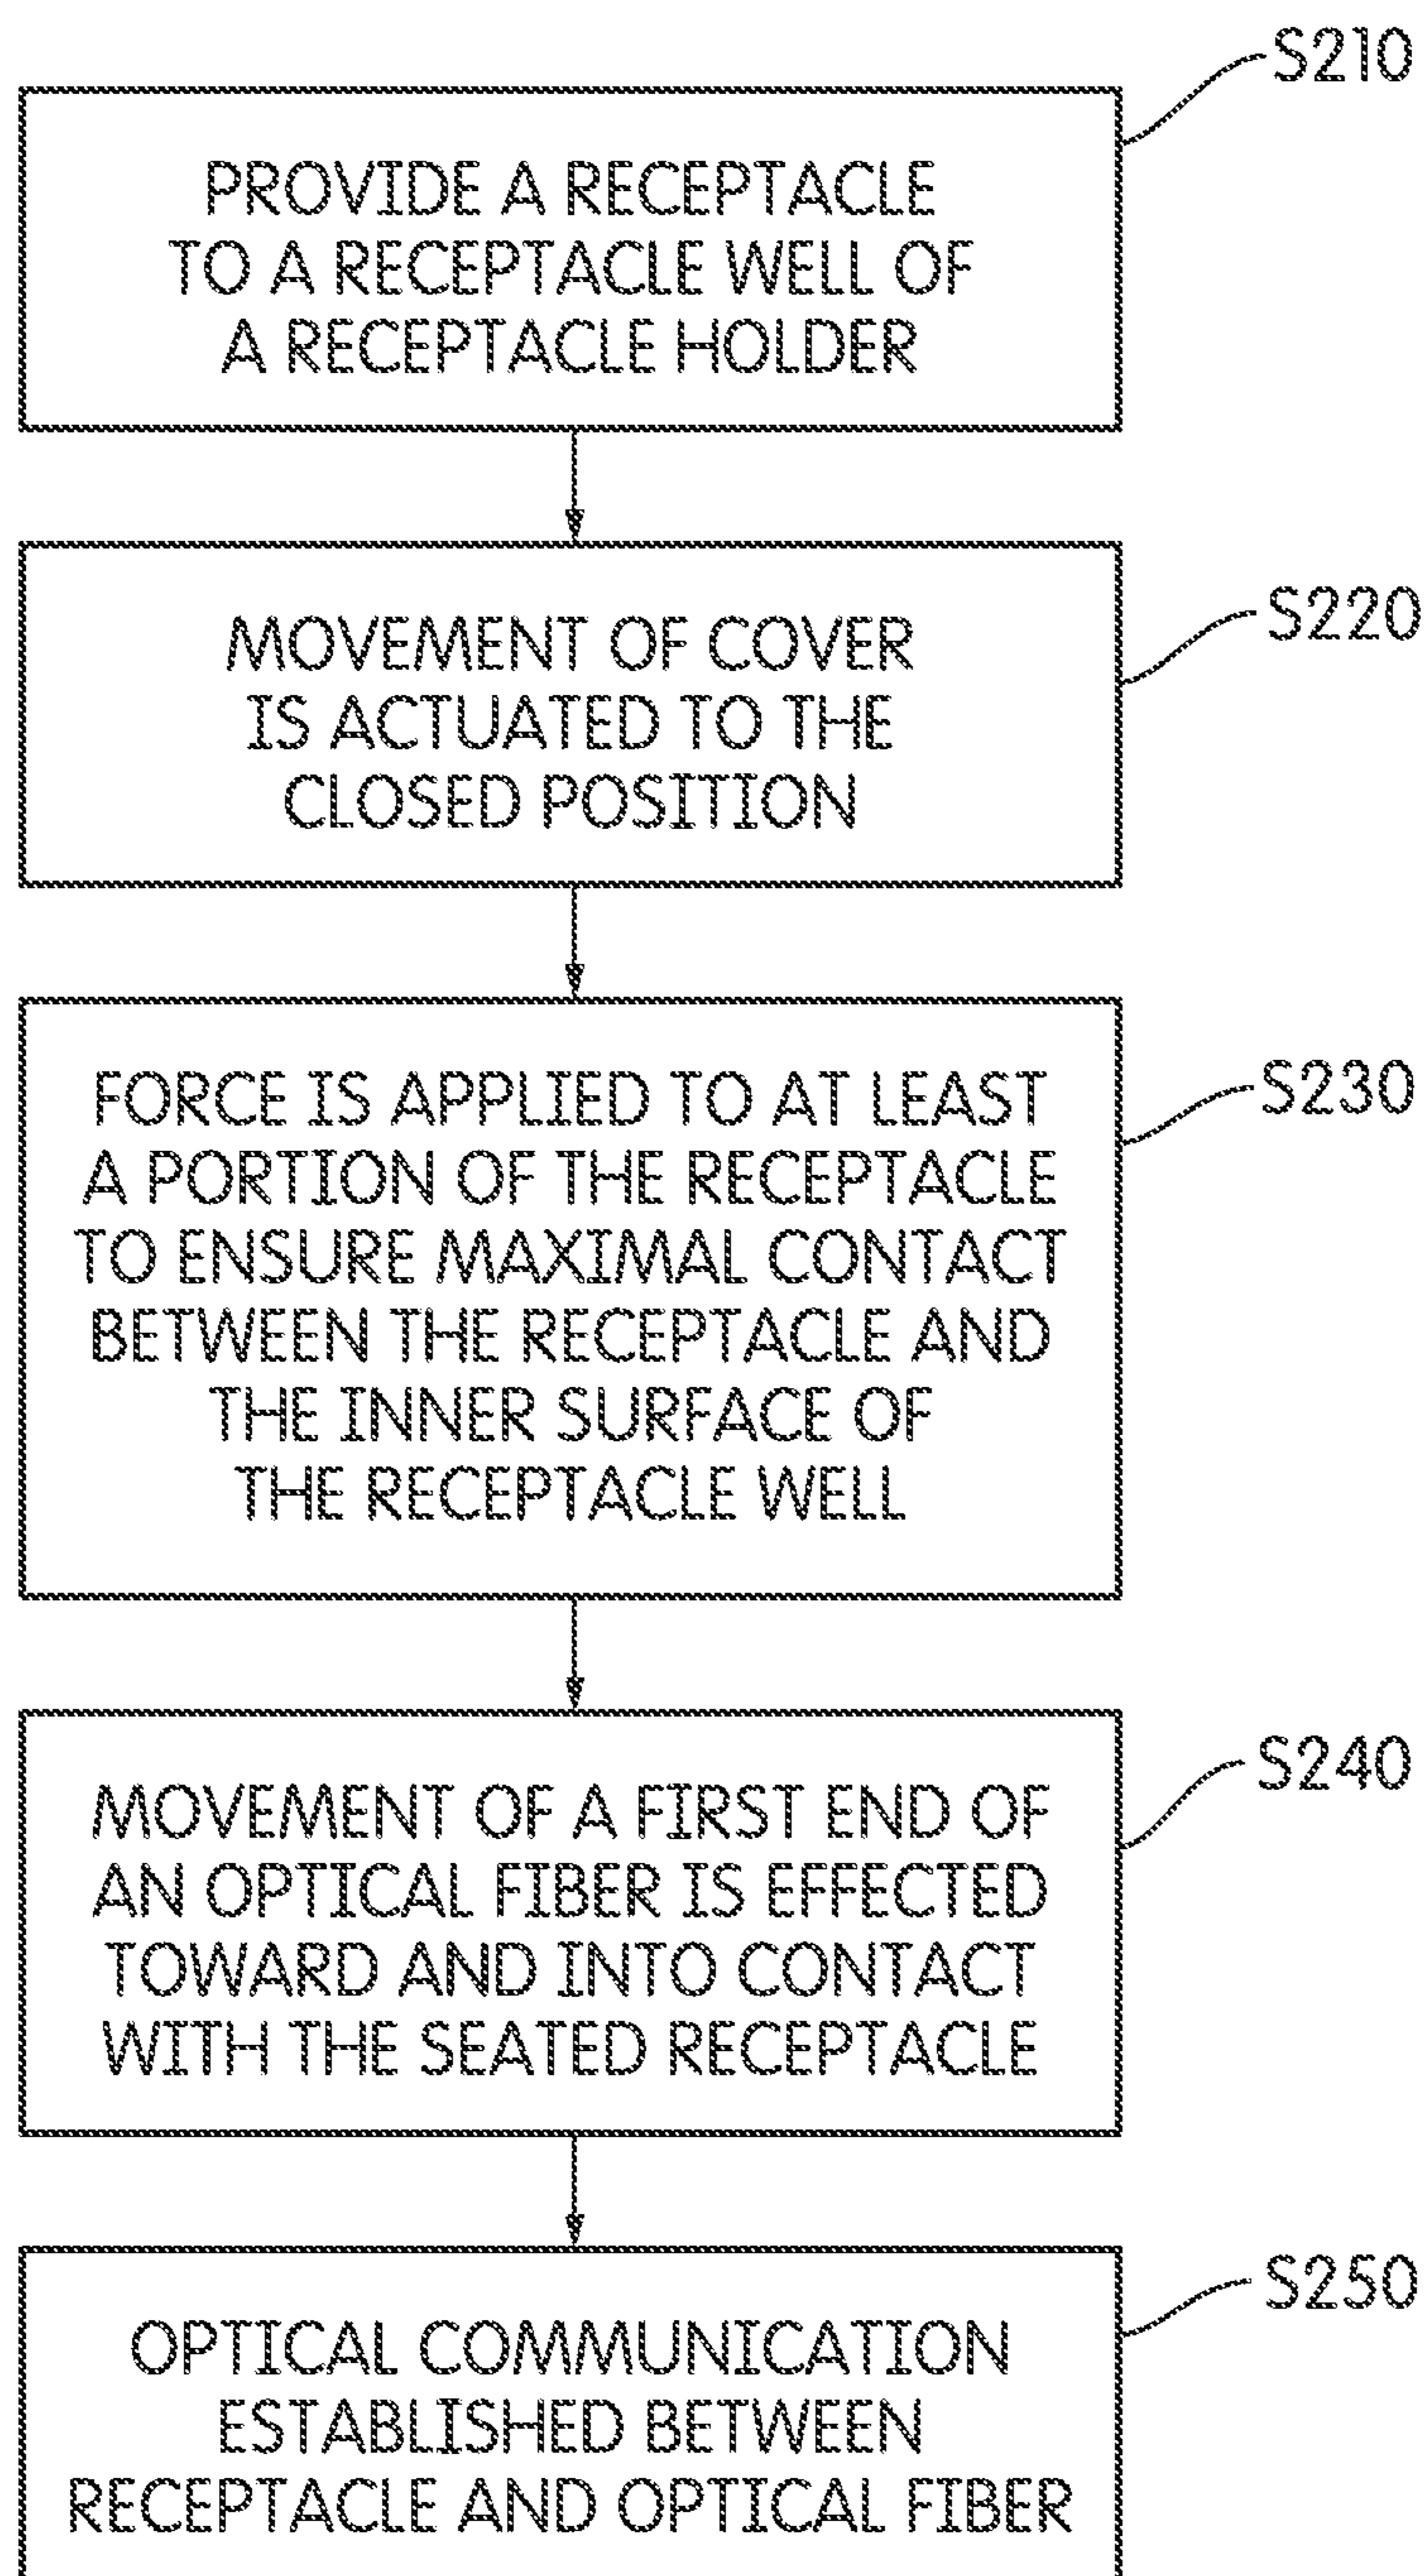 S210
PROVIDE A RECEPTACLE
TO A RECEPTACLE WELL OF
A RECEPTACLE HOLDER
S220
MOVEMENT OF COVER
IS ACTUATED TO THE
CLOSED POSITION
S230
FORCE IS APPLIED TO AT LEAST
A PORTION OF THE RECEPTACLE
TO ENSURE MAXIMAL CONTACT
BETWEEN THE RECEPTACLE AND
THE INNER SURFACE OF
THE RECEPTACLE WELL
S240
MOVEMENT OF A FIRST END OF
AN OPTICAL FIBER IS EFFECTED
TOWARD AND INTO CONTACT
WITH THE SEATED RECEPTACLE
S250
OPTICAL COMMUNICATION
ESTABLISHED BETWEEN
RECEPTACLE AND OPTICAL FIBER